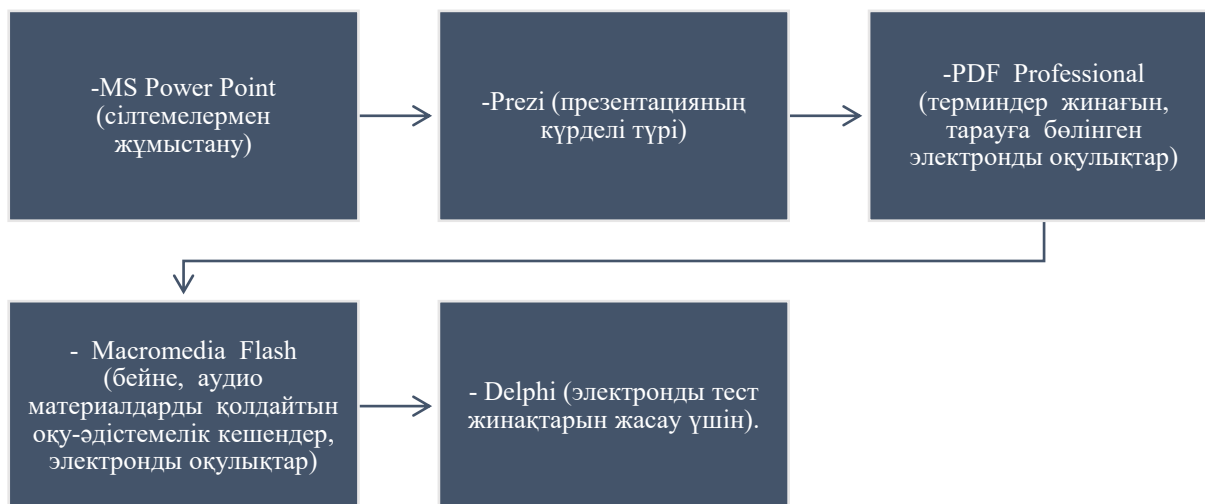 -MS Power Point
(сілтемелермен
жұмыстану)
-Prezi (презентацияның
күрделі түрі)
-PDF Professional
(терминдер жинағын,
тарауға бөлінген
электронды оқулықтар)
- Macromedia Flash
(бейне, аудио
материалдарды қолдайтын
оқу-әдістемелік кешендер,
электронды оқулықтар)
- Delphi (электронды тест
жинақтарын жасау үшін).